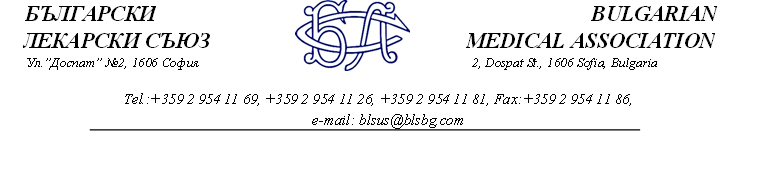 БЪЛГАРСКИ
ЛЕКАРСКИ СЪЮЗ
Ул."Доспат" №2, 1606 София
БЛС
BULGARIAN
MEDICAL ASSOCIATION
2, Dospat St., 1606 Sofia, Bulgaria
Tel.:+359 2 954 11 69, +359 2 954 11 26, +359 2 954 11 81, Fax:+359 2 954 11 86,
e-mail: blsus@blsbg.com